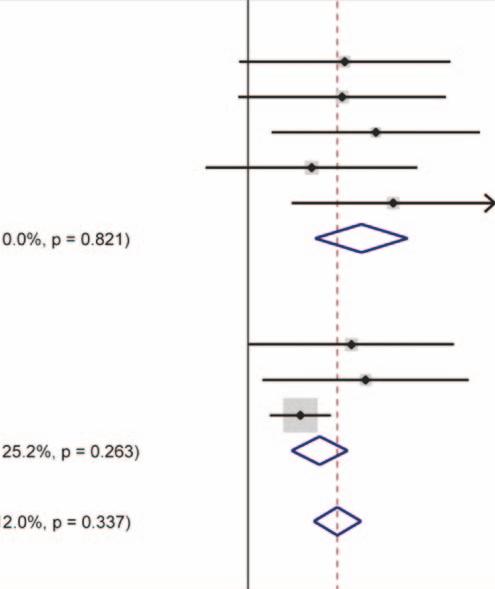 0.0%, p = 0.821)
25.2%, p = 0.263)
2.0%, p = 0.337)